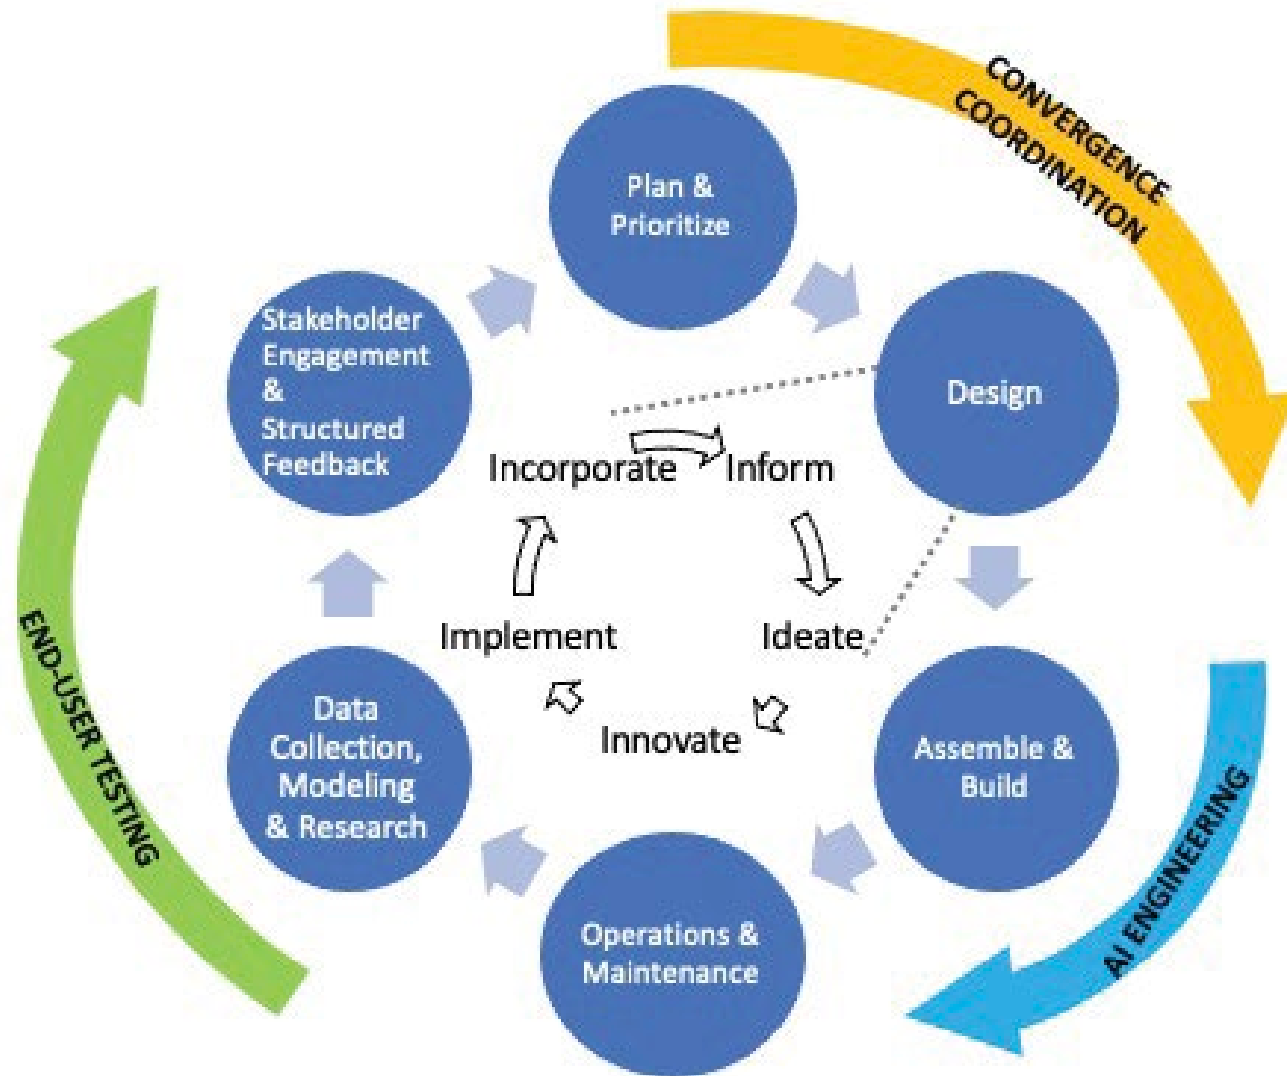 CONVERGENCE
COORDINATION
Plan &
Prioritize
Stakeholder
Engagement
&
Structured
Feedback
Design
Incorporate
Inform
Implement
Ideate
Innovate
END-USER TESTING
Data
Collection,
Modeling
& Research
Assemble &
Build
AI ENGINEERING
Operations &
Maintenance